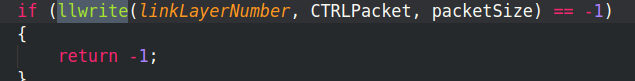 if (llwrite(linkLayerNumber, CTRLPacket, packetSize) == -1)
{
return -1;
}